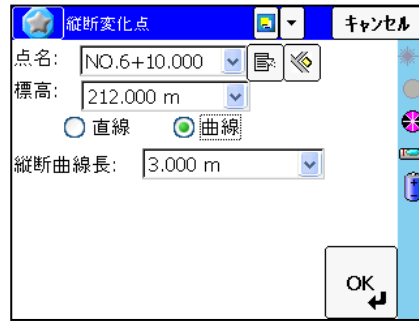 縦断変化点 キャンセル
点名: NO.6+10.000
標高: 212.000 m
直線 曲線
縦断曲線長: 3.000 m
OK